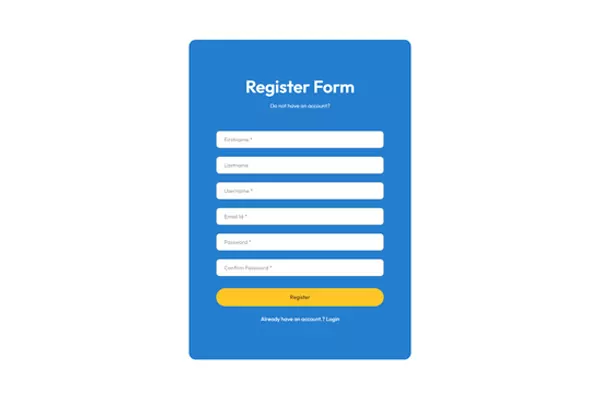 Register Form
Do not have an account?
Firstname *
Lastname
Username *
Email Id *
Password *
Confirm Password *
Register
Already have an account.? Login